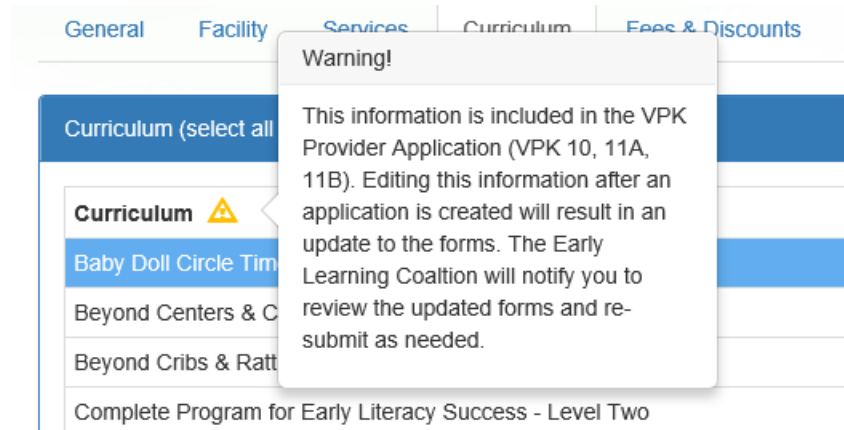 General Facility Services Curriculum Fees & Discounts
Warning!
This information is included in the VPK
Provider Application (VPK 10, 11A,
11B). Editing this information after an
application is created will result in an
update to the forms. The Early
Learning Coaltion will notify you to
review the updated forms and re-
submit as needed.
Curriculum (select all
Curriculum
Baby Doll Circle Tim
Beyond Centers & C
Beyond Cribs & Ratt
Complete Program for Early Literacy Success - Level Two